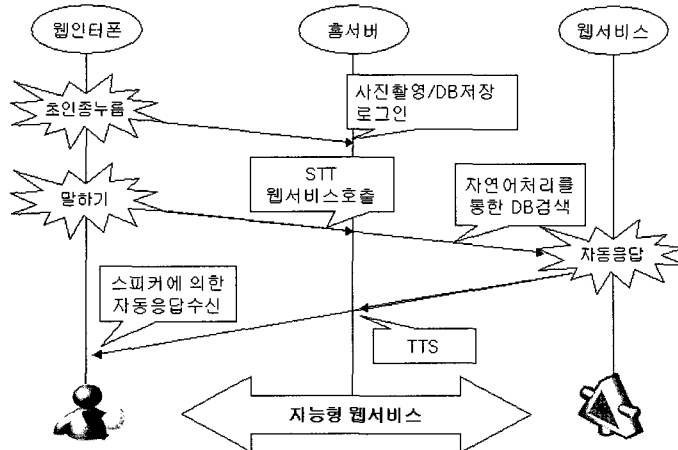 웹인터폰
홈서버
웹서비스
초인종누름
사진촬영/DB저장
로그인
STT
웹서비스호출
말하기
자연어처리를
통한 DB검색
자동응답
스피커에 의한
자동응답수신
TTS
지능형 웹서비스